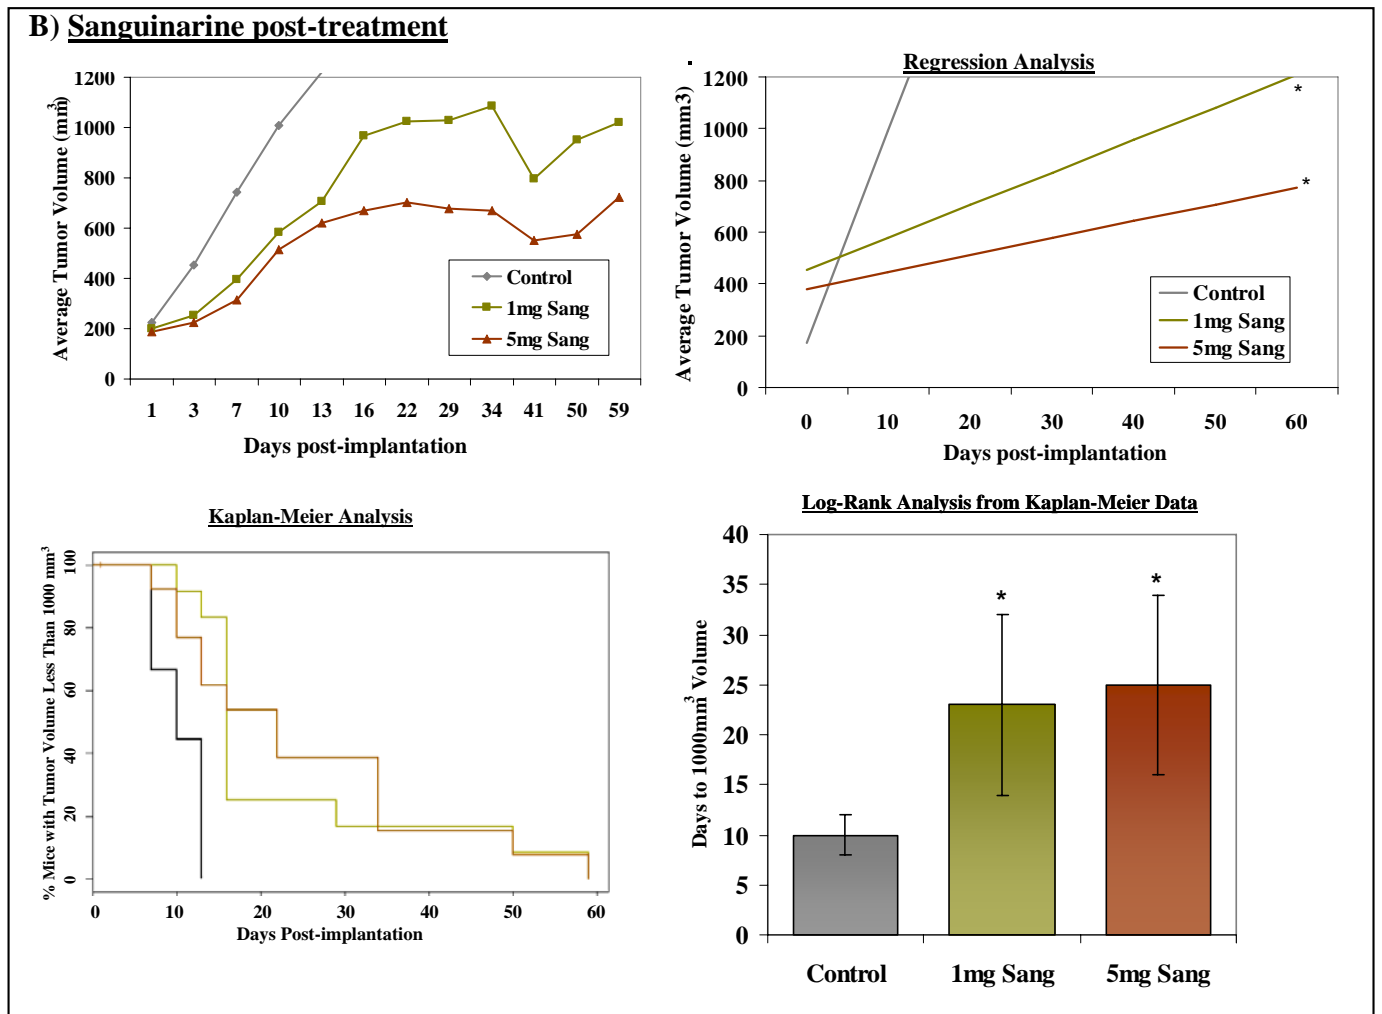 B) Sanguinarine post-treatment
Average Tumor Volume (mm3)
1200
1000
800
600
400
200
0
Control
1mg Sang
5mg Sang
1 3 7 10 13 16 22 29 34 41 50 59
Days post-implantation
Regression Analysis
Average Tumor Volume (mm3)
1200
1000
800
600
400
200
0
*
*
Control
1mg Sang
5mg Sang
0 10 20 30 40 50 60
Days post-implantation
Kaplan-Meier Analysis
% Mice with Tumor Volume Less Than 1000 mm³
100
80
60
40
20
0
0 10 20 30 40 50 60
Days Post-implantation
Log-Rank Analysis from Kaplan-Meier Data
Days to 1000mm³ Volume
40
35
30
25
20
15
10
5
0
*
*
Control 1mg Sang 5mg Sang